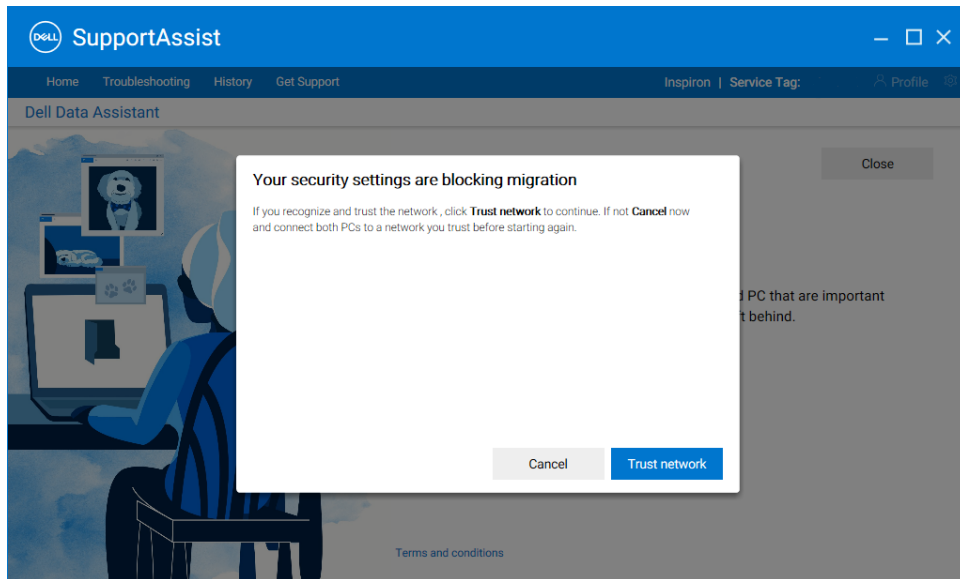 DELL SupportAssist
Home Troubleshooting History Get Support Inspiron | Service Tag: Profile
Dell Data Assistant
Close
Your security settings are blocking migration
If you recognize and trust the network , click Trust network to continue. If not Cancel now
and connect both PCs to a network you trust before starting again.
d PC that are important
ft behind.
Cancel Trust network
Terms and conditions